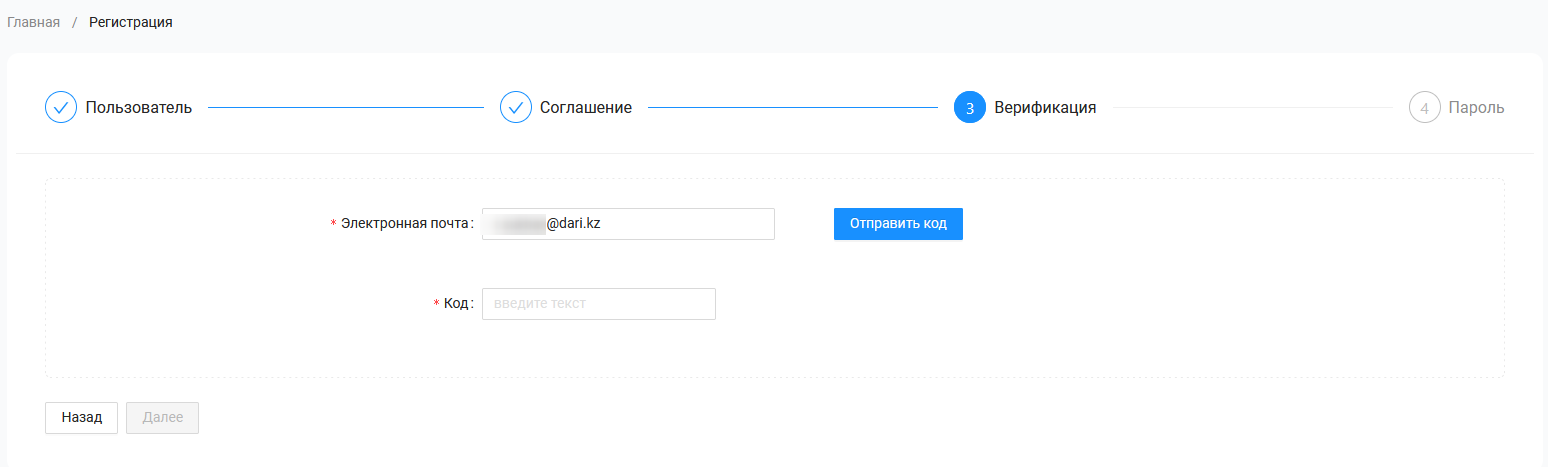 Главная / Регистрация
Пользователь Соглашение 3 Верификация 4 Пароль
* Электронная почта: @dari.kz Отправить код
* Код: введите текст
Назад Далее